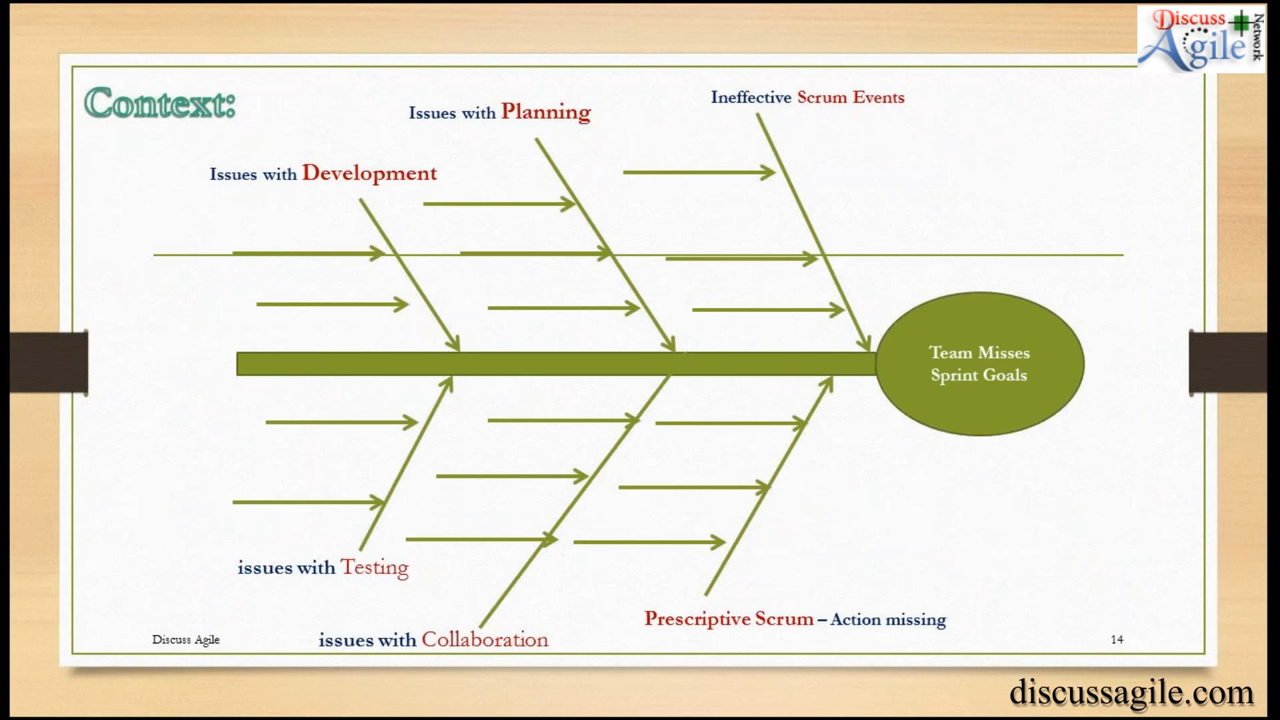 Discuss
Agile
Network
Context:
Issues with Planning
Ineffective Scrum Events
Issues with Development
Team Misses
Sprint Goals
issues with Testing
Prescriptive Scrum – Action missing
Discuss Agile
issues with Collaboration
14
discussagile.com